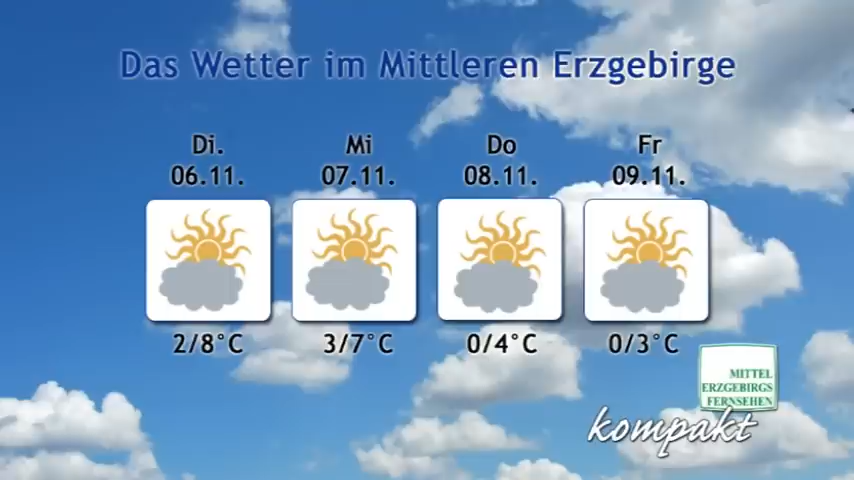 Das Wetter im Mittleren Erzgebirge
Di. Mi Do Fr
06.11. 07.11. 08.11. 09.11.
2/8°C 3/7°C 0/4°C 0/3°C
MITTEL
ERZGEBIRGS
FERNSEHEN
kompakt